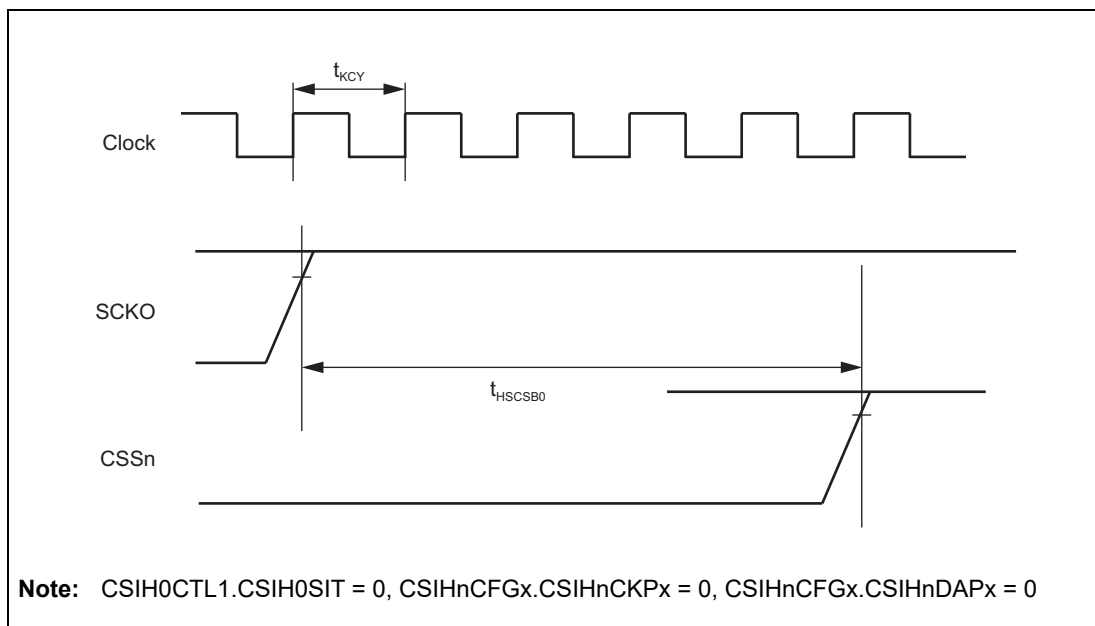 tKCY
Clock
SCKO
tHSCSB0
CSSn
Note: CSIH0CTL1.CSIH0SIT = 0, CSIHnCFGx.CSIHnCKPx = 0, CSIHnCFGx.CSIHnDAPx = 0